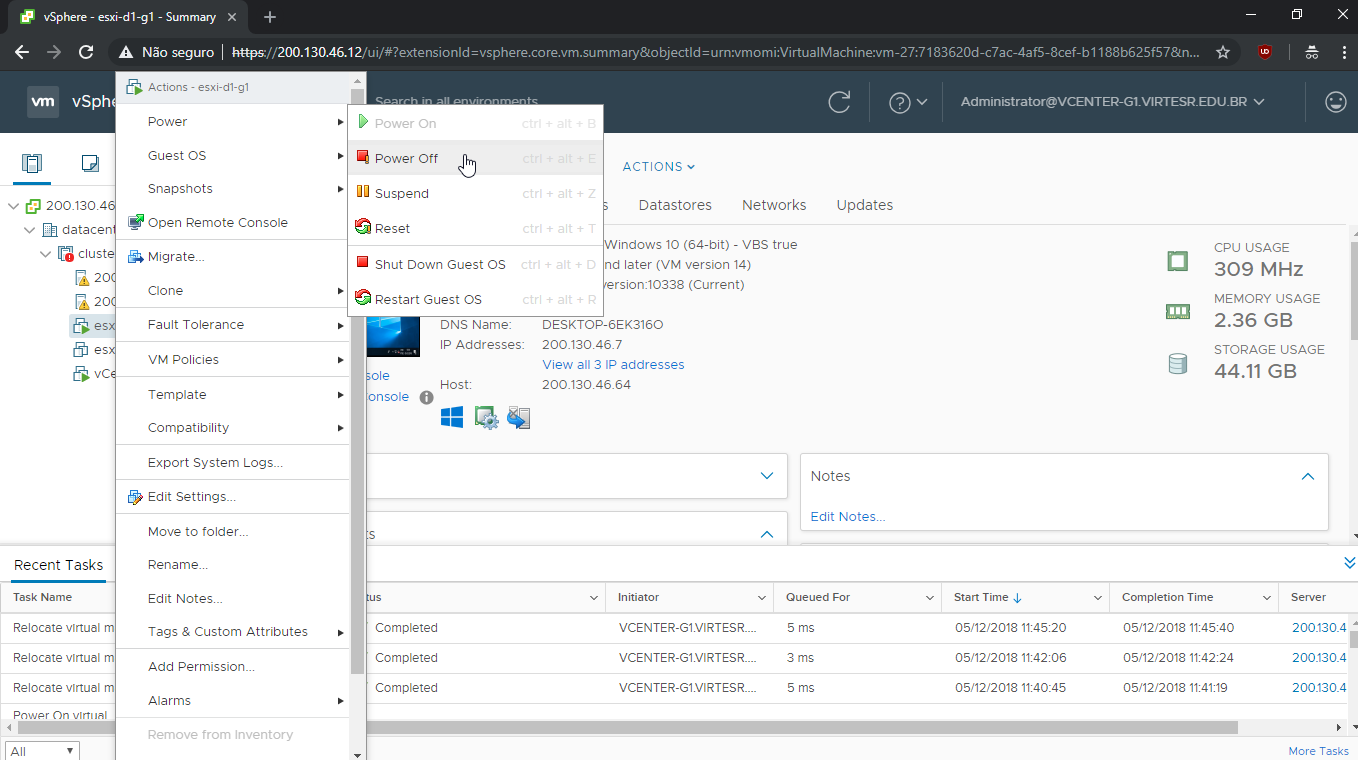 vSphere - esxi-d1-g1 - Summary
Não seguro https://200.130.46.12/ui/#?extensionId=vsphere.core.vm.summary&objectId=urn:vmomi:VirtualMachine:vm-27:7183620d-c7ac-4af5-8cef-b1188b625f57&n...
vm vSphe
Search in all environments
Administrator@VCENTER-G1.VIRTESR.EDU.BR
Actions - esxi-d1-g1
Power
Guest OS
Snapshots
Open Remote Console
Migrate...
Clone
Fault Tolerance
VM Policies
Template
Compatibility
Export System Logs...
Edit Settings...
Move to folder...
Rename...
Edit Notes...
Tags & Custom Attributes
Add Permission...
Alarms
Remove from Inventory
Power On ctrl + alt + B
Power Off ctrl + alt + E
Suspend ctrl + alt + Z
Reset ctrl + alt + T
Shut Down Guest OS ctrl + alt + D
Restart Guest OS ctrl + alt + R
200.130.46
datacent
cluste
200
200
esxi
esxi
vCe
ACTIONS
s Datastores Networks Updates
Windows 10 (64-bit) - VBS true
nd later (VM version 14)
ersion:10338 (Current)
DNS Name: DESKTOP-6EK316O
IP Addresses: 200.130.46.7
View all 3 IP addresses
Host: 200.130.46.64
sole
onsole
CPU USAGE
309 MHz
MEMORY USAGE
2.36 GB
STORAGE USAGE
44.11 GB
ts
Notes
Edit Notes...
Recent Tasks
Task Name tus Initiator Queued For Start Time Completion Time Server
Relocate virtual m Completed VCENTER-G1.VIRTESR.... 5 ms 05/12/2018 11:45:20 05/12/2018 11:45:40 200.130.4
Relocate virtual m Completed VCENTER-G1.VIRTESR.... 3 ms 05/12/2018 11:42:06 05/12/2018 11:42:24 200.130.4
Relocate virtual m Completed VCENTER-G1.VIRTESR.... 5 ms 05/12/2018 11:40:45 05/12/2018 11:41:19 200.130.4
Power On virtual
All
More Tasks